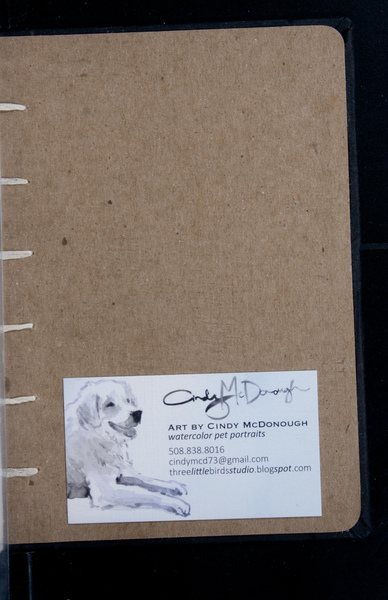 Cindy McDonough
ART BY CINDY MCDONOUGH
watercolor pet portraits
508.838.8016
cindymcd73@gmail.com
threelittlebirdsstudio.blogspot.com